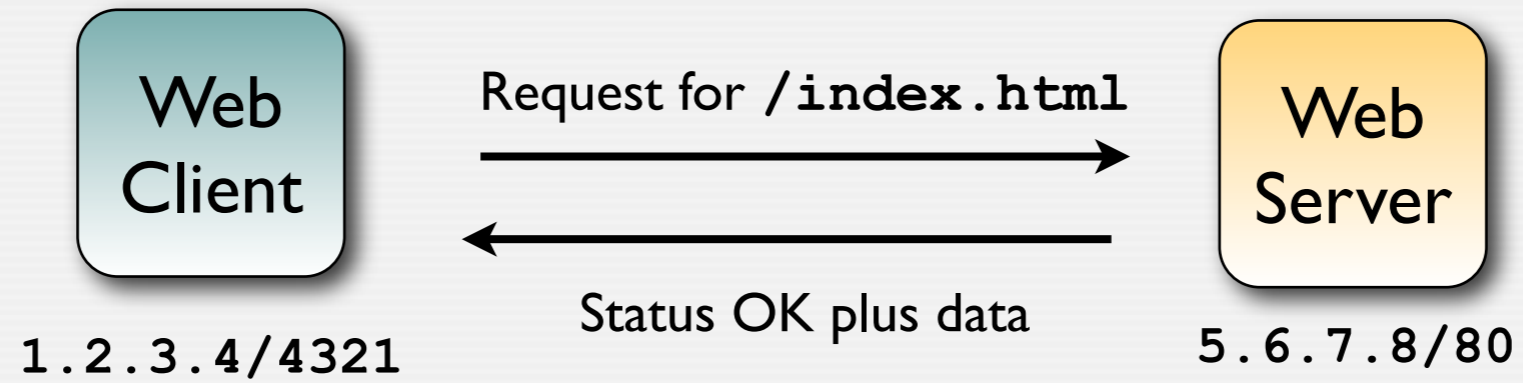 Web
Client
Request for /index.html
Status OK plus data
Web
Server
1.2.3.4/4321
5.6.7.8/80